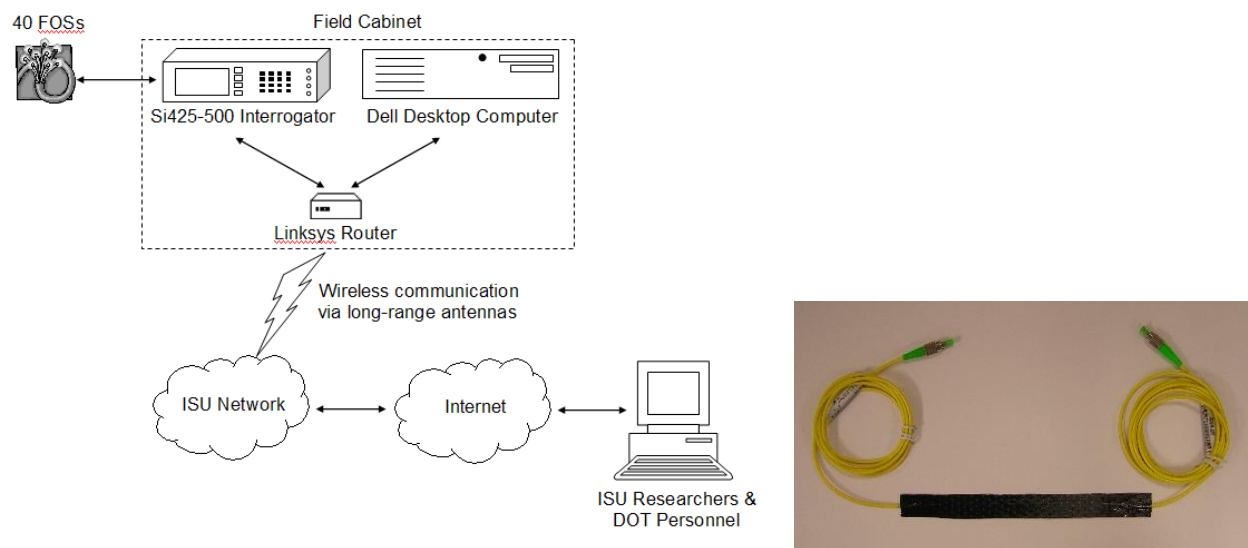 40 FOSs
Field Cabinet
Si425-500 Interrogator
Dell Desktop Computer
Linksys Router
Wireless communication
via long-range antennas
ISU Network
Internet
ISU Researchers &
DOT Personnel